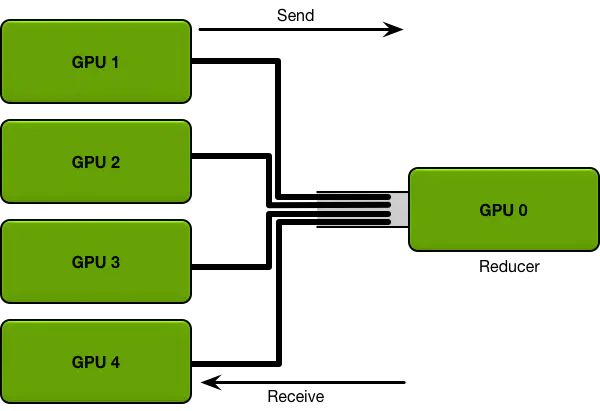 Send
GPU 1
GPU 2
GPU 0
GPU 3
Reducer
GPU 4
Receive